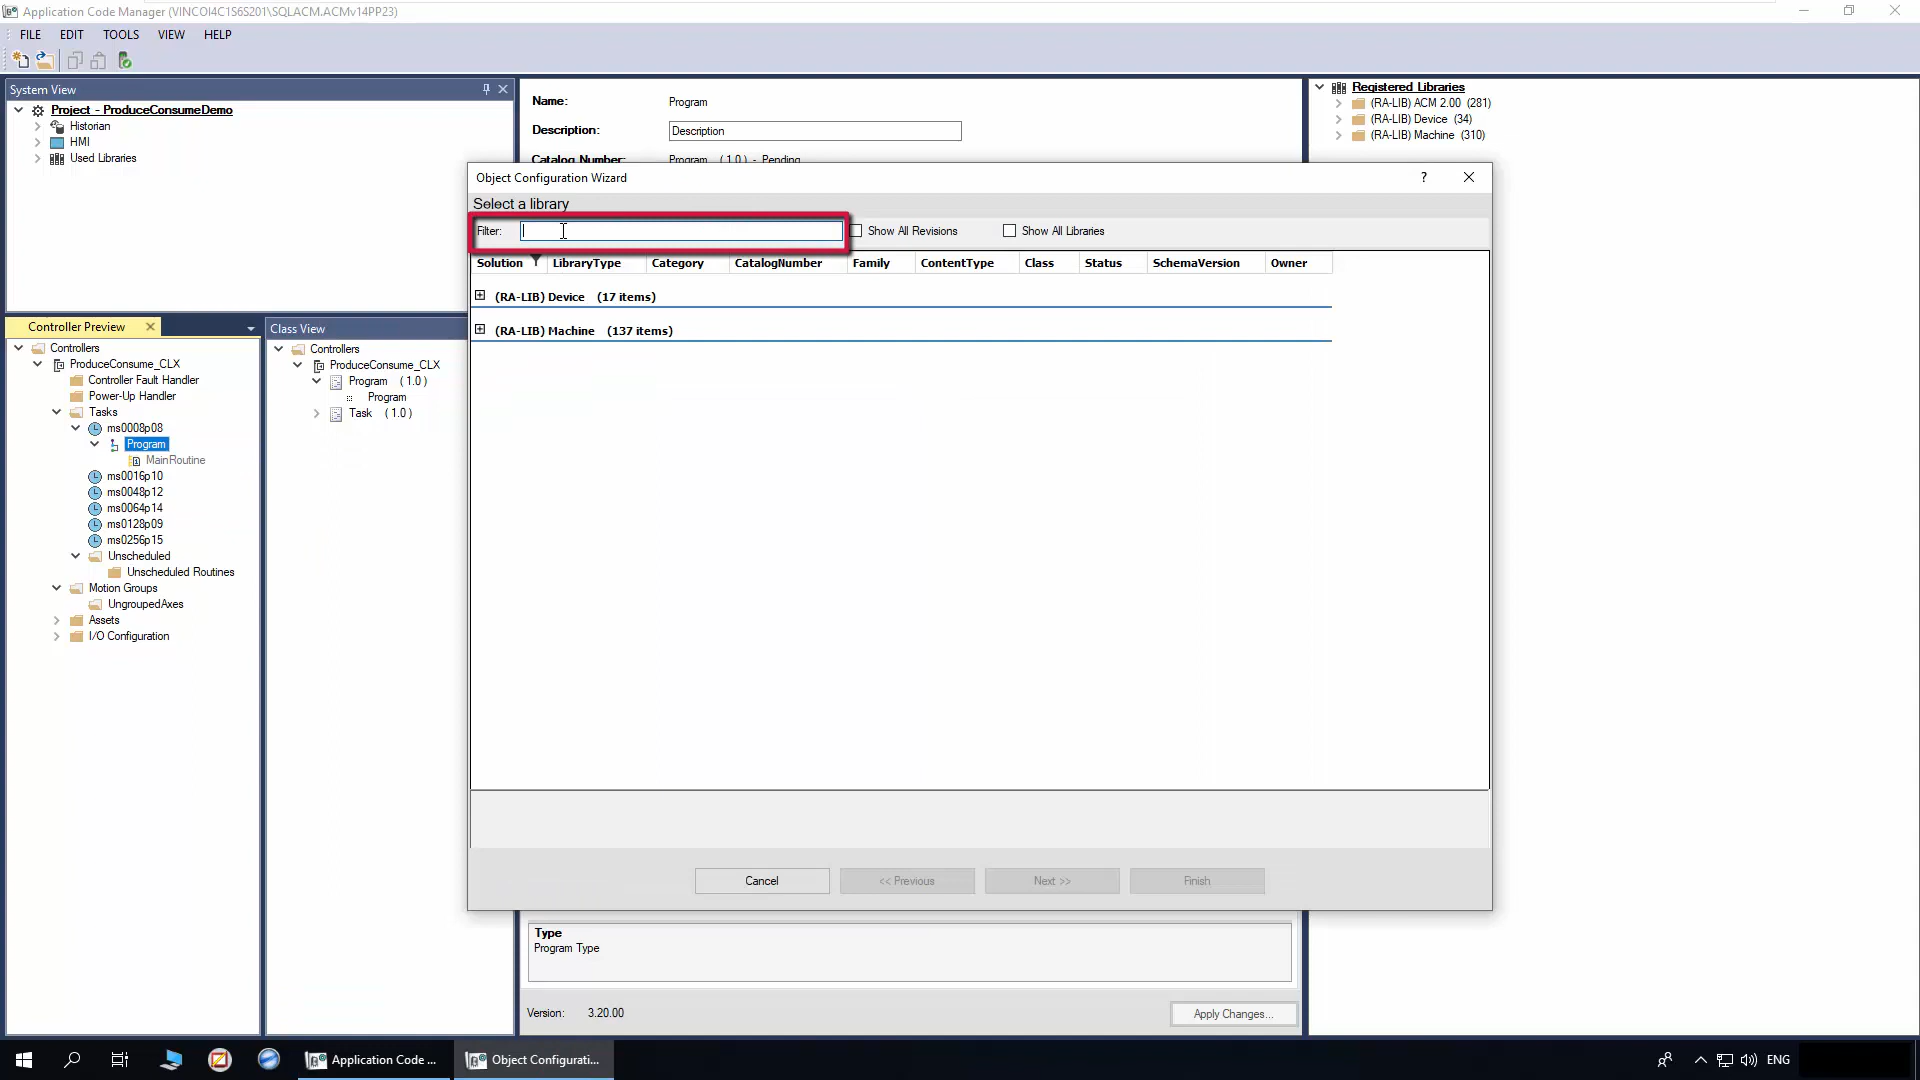 Application Code Manager (VINCOI4C1S6S201\SQLACM.ACMv14PP23)
FILE EDIT TOOLS VIEW HELP
System View
Project - ProduceConsumeDemo
Historian
HMI
Used Libraries
Name: Program
Description: Description
Catalog Number: Program ( 1.0 ) - Pending
Registered Libraries
(RA-LIB) ACM 2.00 (281)
(RA-LIB) Device (34)
(RA-LIB) Machine (310)
Object Configuration Wizard
?
Select a library
Filter:
Show All Revisions
Show All Libraries
Solution LibraryType Category CatalogNumber Family ContentType Class Status SchemaVersion Owner
(RA-LIB) Device (17 items)
(RA-LIB) Machine (137 items)
Cancel
<< Previous
Next >>
Finish
Controller Preview
Controllers
ProduceConsume_CLX
Controller Fault Handler
Power-Up Handler
Tasks
ms0008p08
Program
MainRoutine
ms0016p10
ms0048p12
ms0064p14
ms0128p09
ms0256p15
Unscheduled
Unscheduled Routines
Motion Groups
UngroupedAxes
Assets
I/O Configuration
Class View
Controllers
ProduceConsume_CLX
Program ( 1.0 )
Program
Task ( 1.0 )
Type
Program Type
Version: 3.20.00
Apply Changes...
Application Code ...
Object Configurati...
ENG